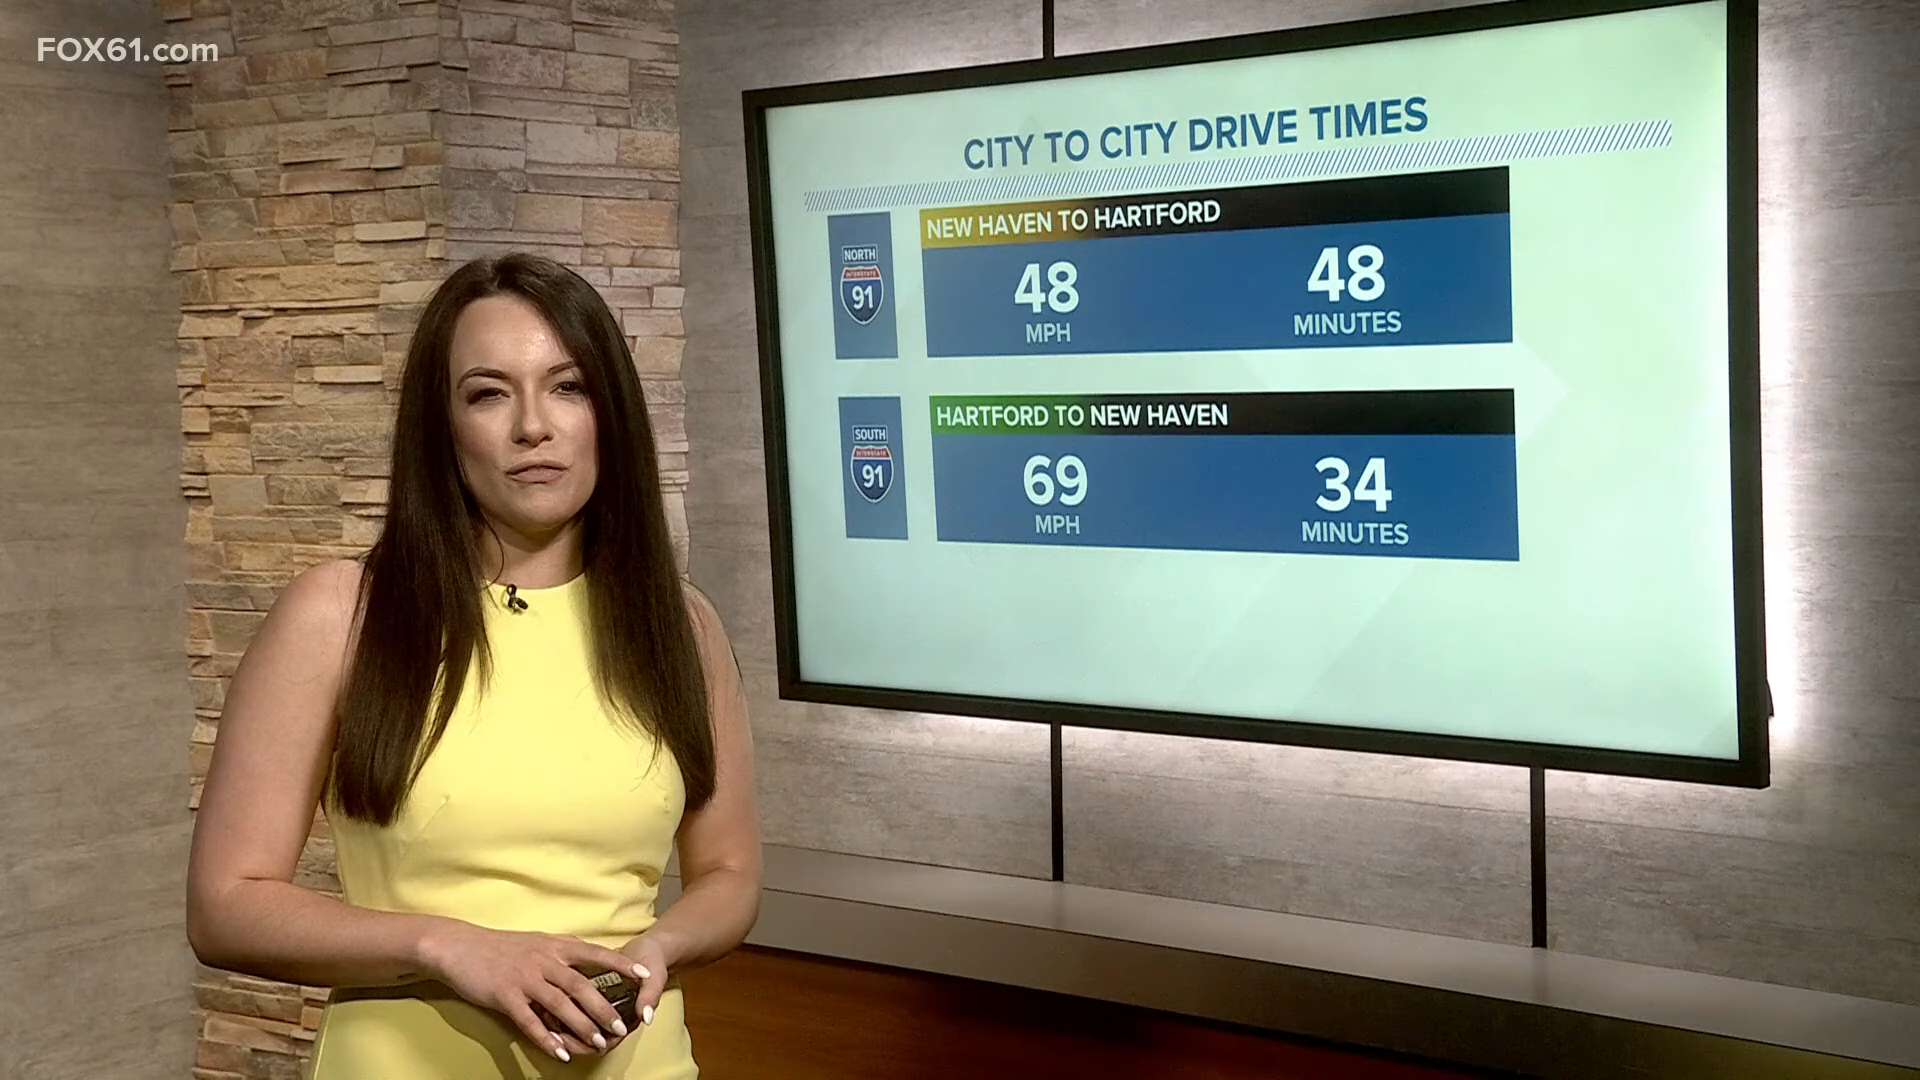 FOX61.com
CITY TO CITY DRIVE TIMES
NEW HAVEN TO HARTFORD
NORTH
INTERSTATE
91
48
MPH
48
MINUTES
HARTFORD TO NEW HAVEN
SOUTH
INTERSTATE
91
69
MPH
34
MINUTES